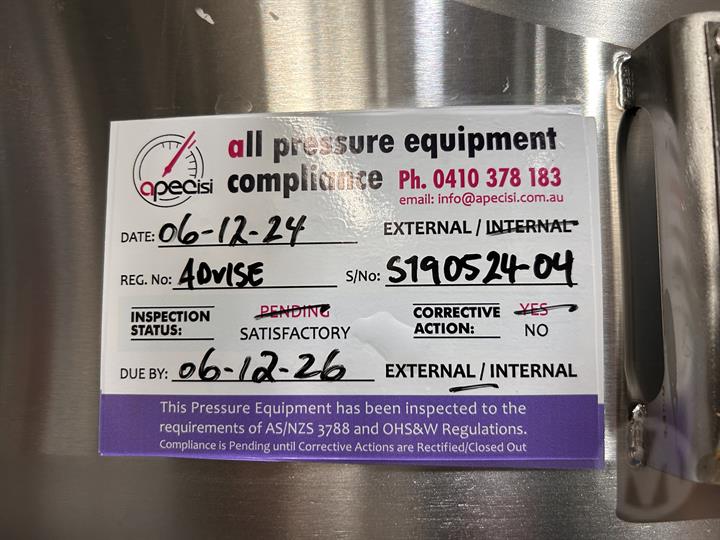 apecisi
all pressure equipment
compliance Ph. 0410 378 183
email: info@apecisi.com.au
DATE: 06-12-24 EXTERNAL / INTERNAL
REG. No: ADVISE S/No: S190524-04
INSPECTION STATUS: PENDING SATISFACTORY CORRECTIVE ACTION: YES NO
DUE BY: 06-12-26 EXTERNAL / INTERNAL
This Pressure Equipment has been inspected to the
requirements of AS/NZS 3788 and OHS&W Regulations.
Compliance is Pending until Corrective Actions are Rectified/Closed Out